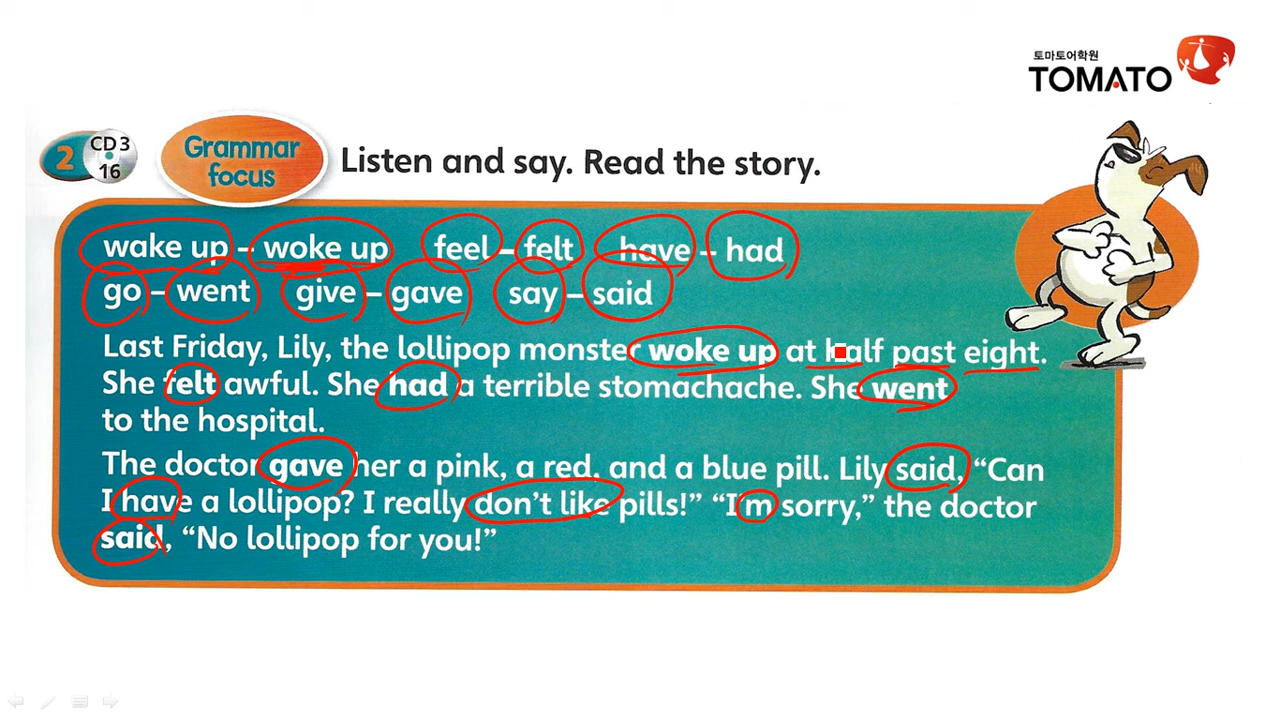 토마토어학원
TOMATO
2 CD3 16
Grammar focus
Listen and say. Read the story.
wake up – woke up feel – felt have – had
go – went give – gave say – said
Last Friday, Lily, the lollipop monster woke up at half past eight.
She felt awful. She had a terrible stomachache. She went
to the hospital.
The doctor gave her a pink, a red, and a blue pill. Lily said, “Can
I have a lollipop? I really don’t like pills!” “I’m sorry,” the doctor
said, “No lollipop for you!”